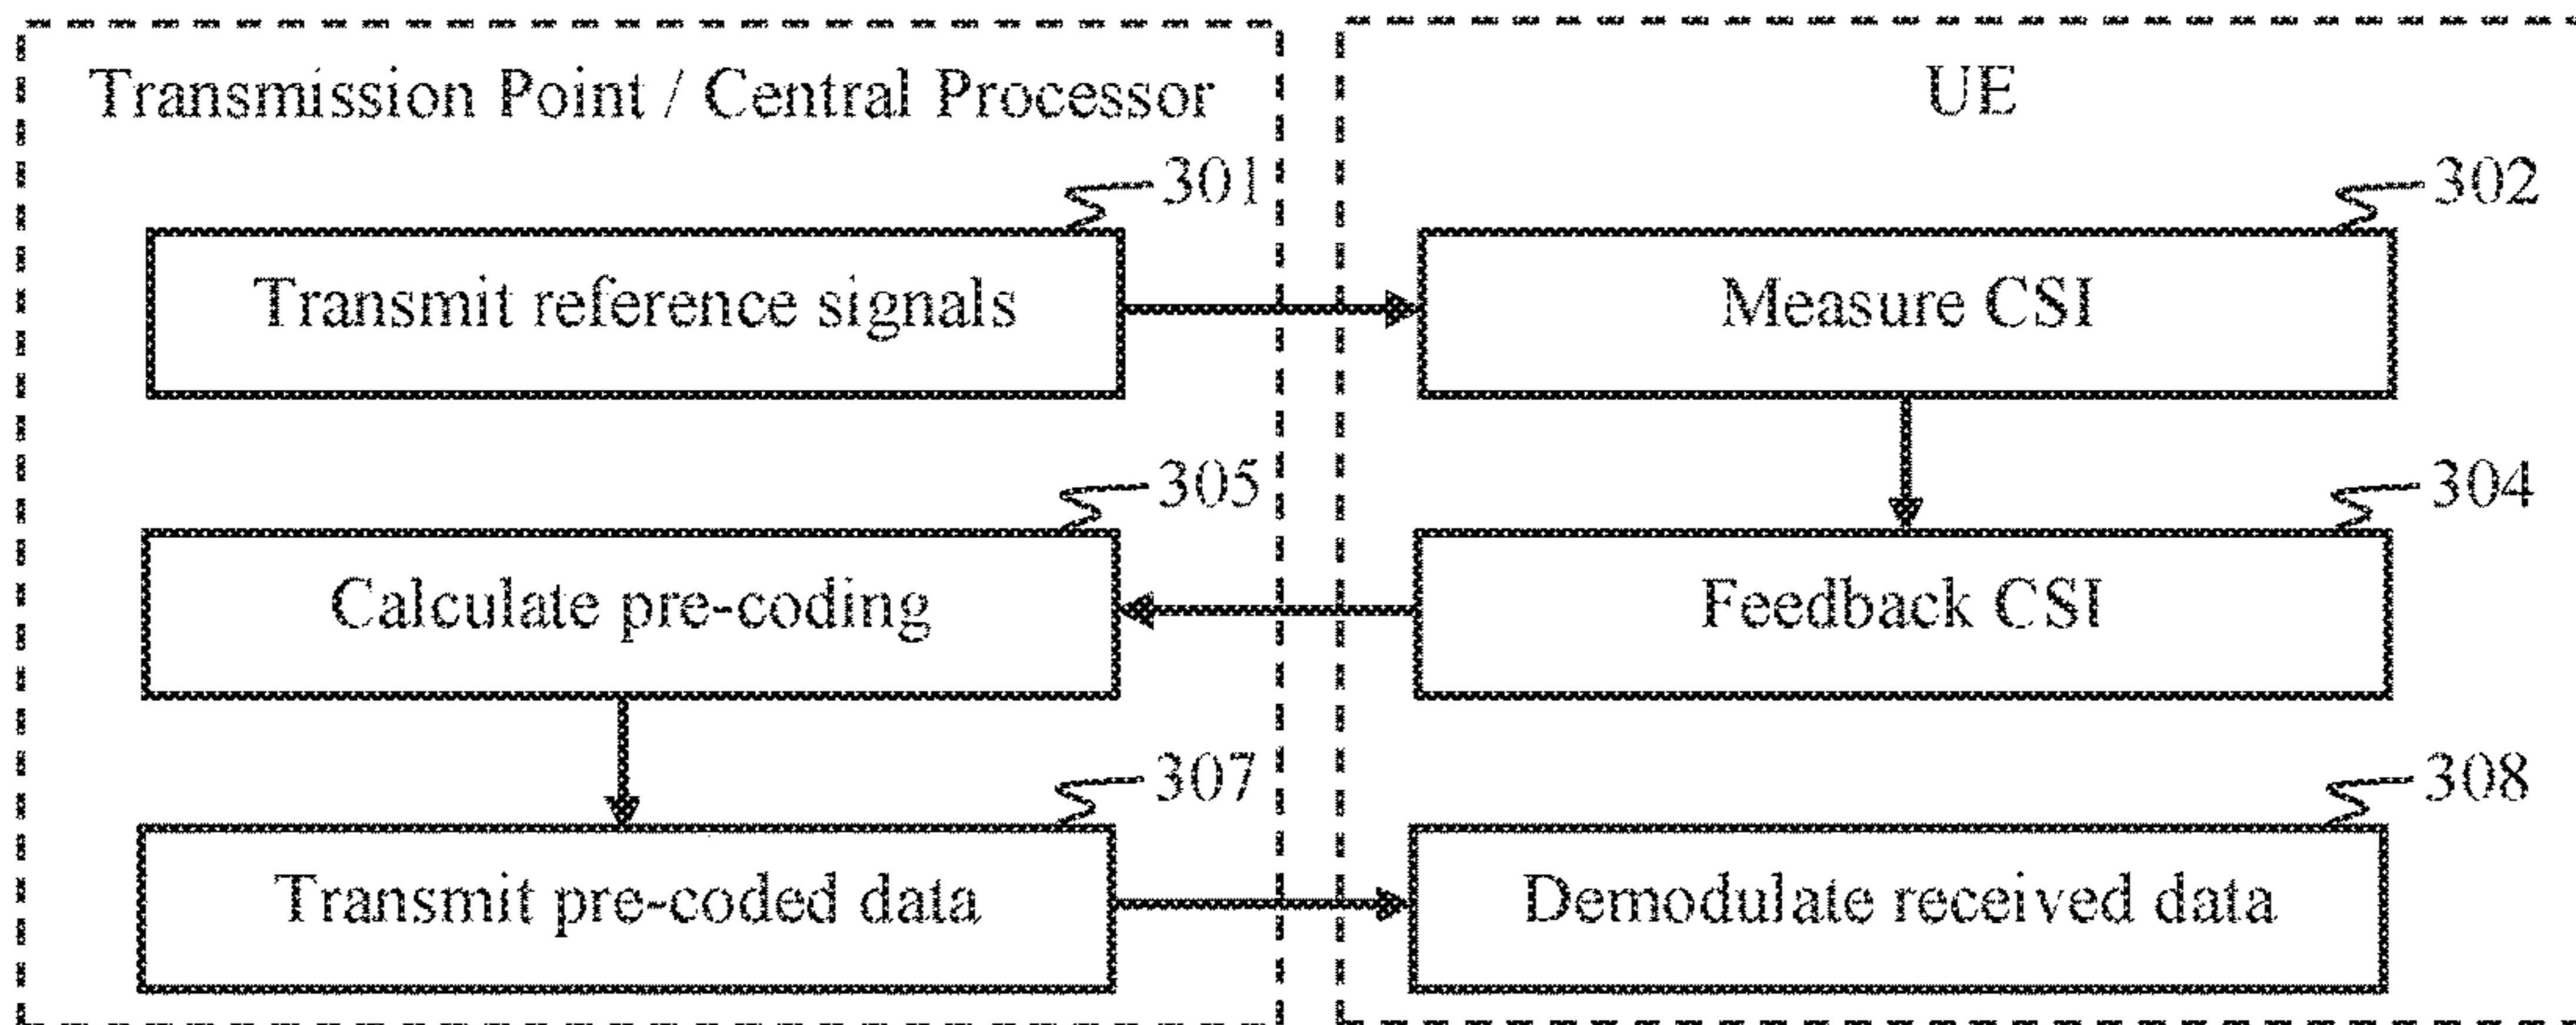 Transmission Point / Central Processor
UE
301
302
Transmit reference signals
Measure CSI
305
304
Calculate pre-coding
Feedback CSI
307
308
Transmit pre-coded data
Demodulate received data